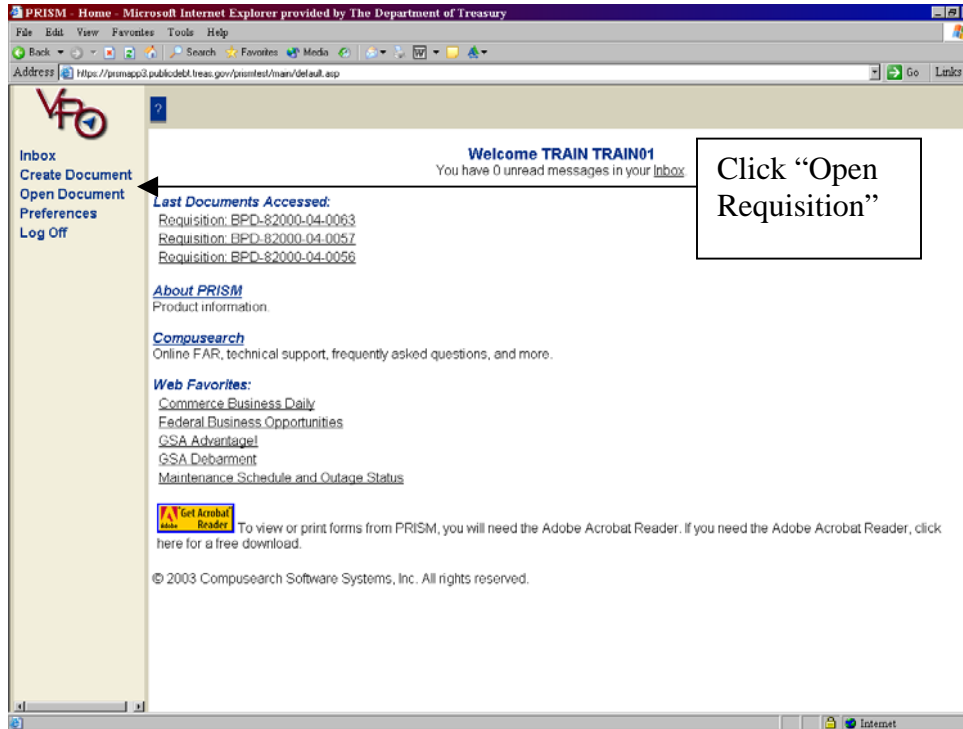 PRISM - Home - Microsoft Internet Explorer provided by The Department of Treasury
File Edit View Favorites Tools Help
Back Search Favorites Media
Address https://prismapp3.publicdebt.treas.gov/prismtest/main/default.asp Go Links
VPO
?
Inbox
Create Document
Open Document
Preferences
Log Off
Welcome TRAIN TRAIN01
You have 0 unread messages in your Inbox.
Click “Open
Requisition”
Last Documents Accessed:
Requisition: BPD-82000-04-0063
Requisition: BPD-82000-04-0057
Requisition: BPD-82000-04-0056
About PRISM
Product information.
Compusearch
Online FAR, technical support, frequently asked questions, and more.
Web Favorites:
Commerce Business Daily
Federal Business Opportunities
GSA Advantage!
GSA Debarment
Maintenance Schedule and Outage Status
Get Acrobat
Adobe Reader
To view or print forms from PRISM, you will need the Adobe Acrobat Reader. If you need the Adobe Acrobat Reader, click
here for a free download.
© 2003 Compusearch Software Systems, Inc. All rights reserved.
Internet